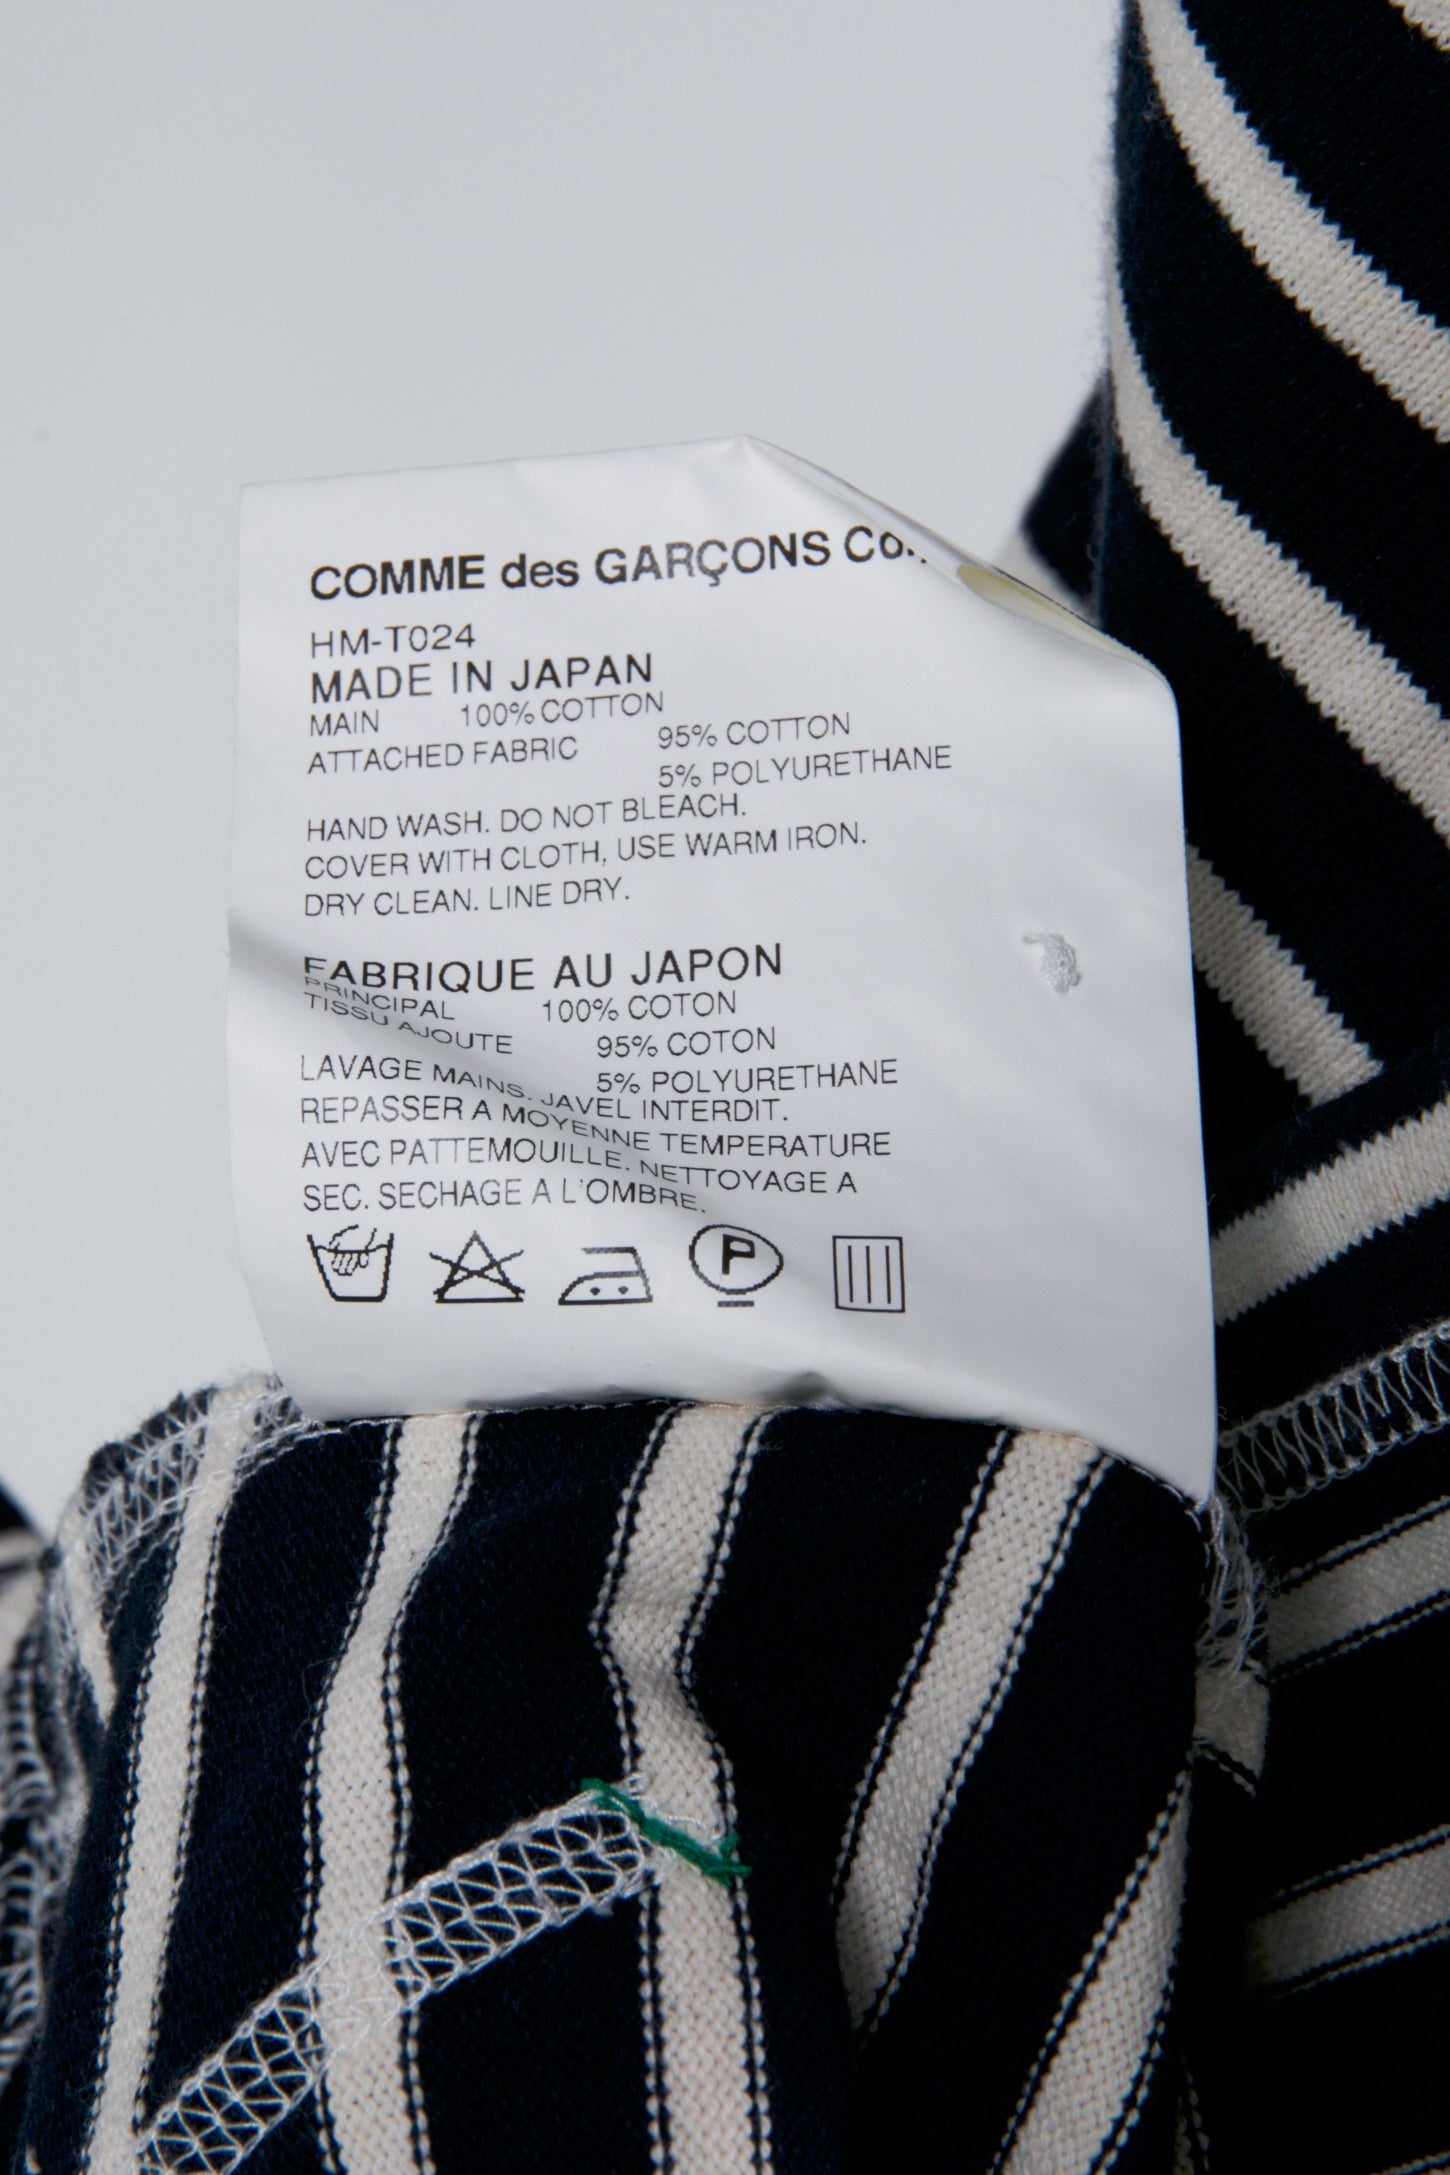 COMME des GARÇONS Co.,
HM-T024
MADE IN JAPAN
MAIN 100% COTTON
ATTACHED FABRIC 95% COTTON
5% POLYURETHANE
HAND WASH. DO NOT BLEACH.
COVER WITH CLOTH, USE WARM IRON.
DRY CLEAN. LINE DRY.
FABRIQUE AU JAPON
PRINCIPAL 100% COTON
TISSU AJOUTE 95% COTON
5% POLYURETHANE
LAVAGE MAINS. JAVEL INTERDIT.
REPASSER A MOYENNE TEMPERATURE
AVEC PATTEMOUILLE. NETTOYAGE A
SEC. SECHAGE A L'OMBRE.
P